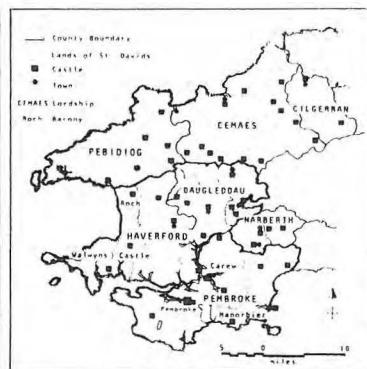 County Boundary
Lands of St. Davids
Castle
Town
CEMAES Lordship
Roch Barony
CILGERRAN
CEMAES
PEBIDIOG
DAUGLEDDAU
Roch
NARBERTH
HAVERFORD
Walwyns Castle
Carew
PEMBROKE
Pembroke
Manorbier
5 0 10
miles